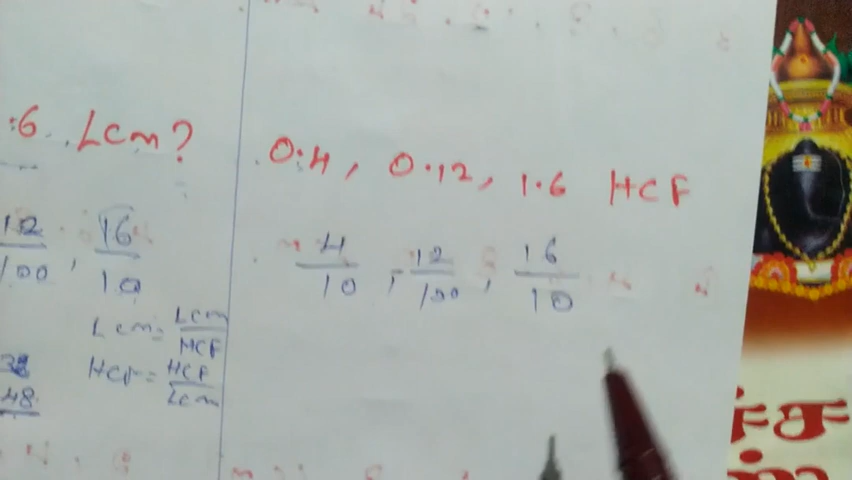 .6. Lcm?
12/100, 16/10
Lcm = Lcm/HCF
HCF = HCF/Lcm
48
0.4, 0.12, 1.6 HCF
4/10, 12/100, 16/10